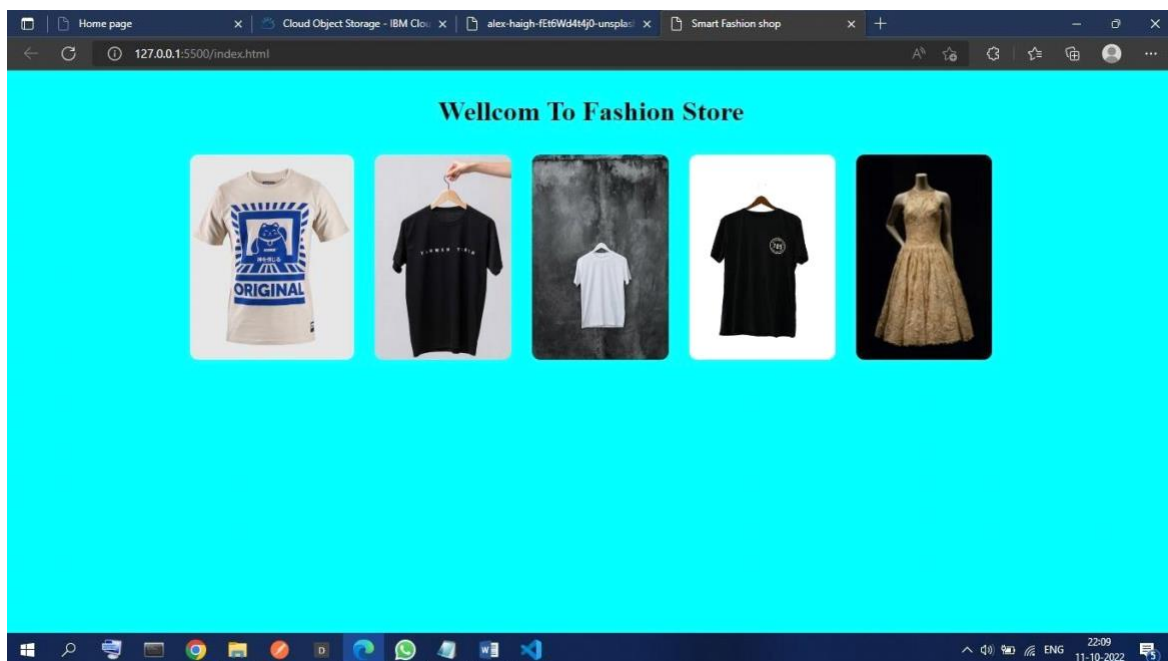 Home page
Cloud Object Storage - IBM Clou
alex-haigh-fEt6Wd4t4j0-unsplas
Smart Fashion shop
127.0.0.1:5500/index.html
Wellcom To Fashion Store
ORIGINAL
ENG
22:09
11-10-2022